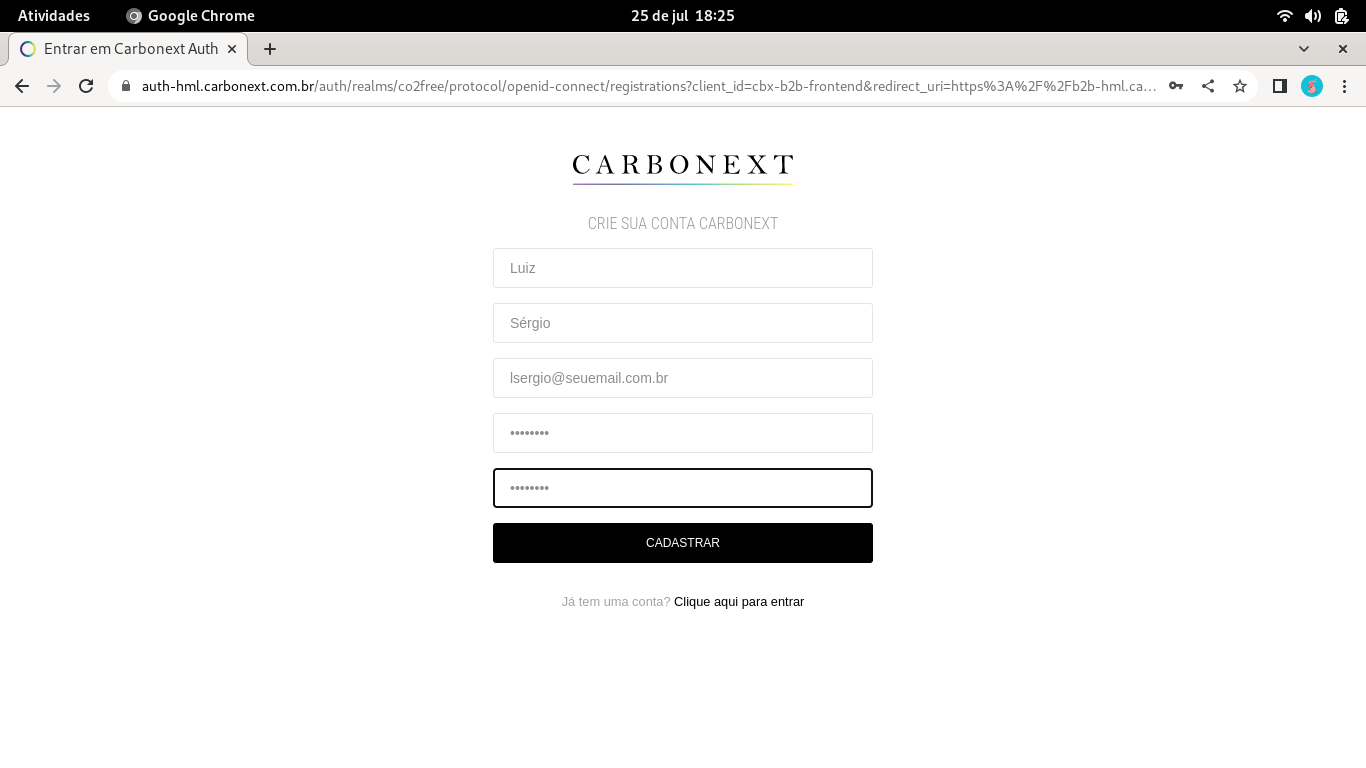 Atividades Google Chrome 25 de jul 18:25
Entrar em Carbonext Auth
auth-hml.carbonext.com.br/auth/realms/co2free/protocol/openid-connect/registrations?client_id=cbx-b2b-frontend&redirect_uri=https%3A%2F%2Fb2b-hml.ca...
CARBONEXT
CRIE SUA CONTA CARBONEXT
Luiz
Sérgio
lsergio@seuemail.com.br
••••••••
••••••••
CADASTRAR
Já tem uma conta? Clique aqui para entrar